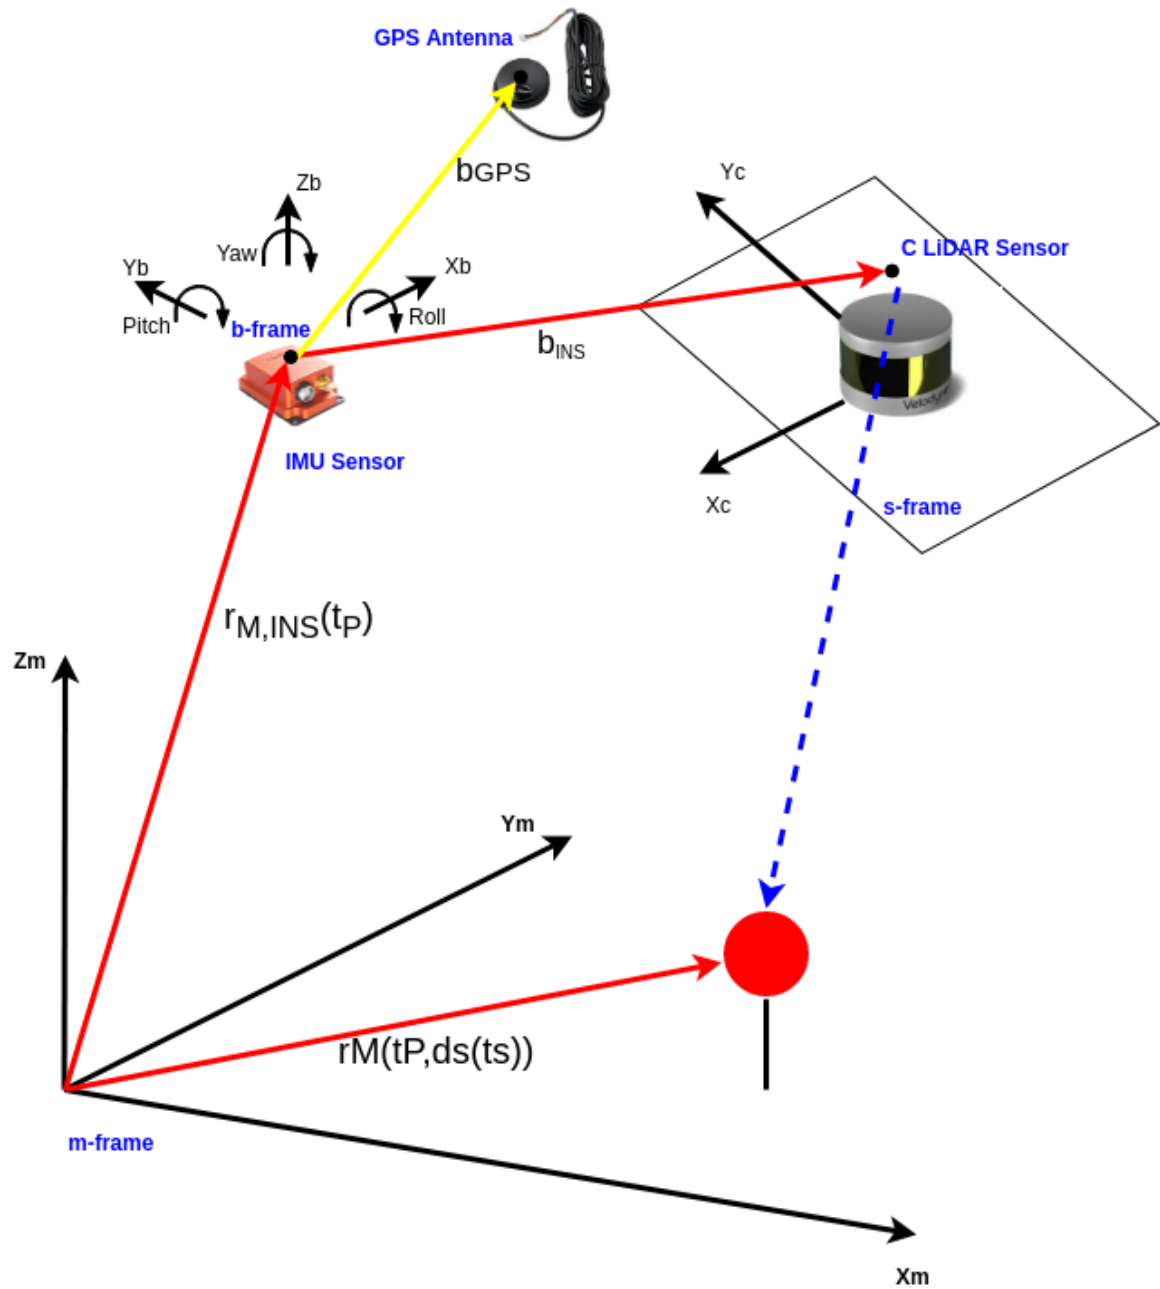 GPS Antenna
bGPS
Zb
Yaw
Yb
Pitch
Xb
Roll
b-frame
IMU Sensor
bINS
Yc
C LiDAR Sensor
Velodyne
Xc
s-frame
rM,INS(tP)
Zm
Ym
rM(tP,ds(ts))
m-frame
Xm